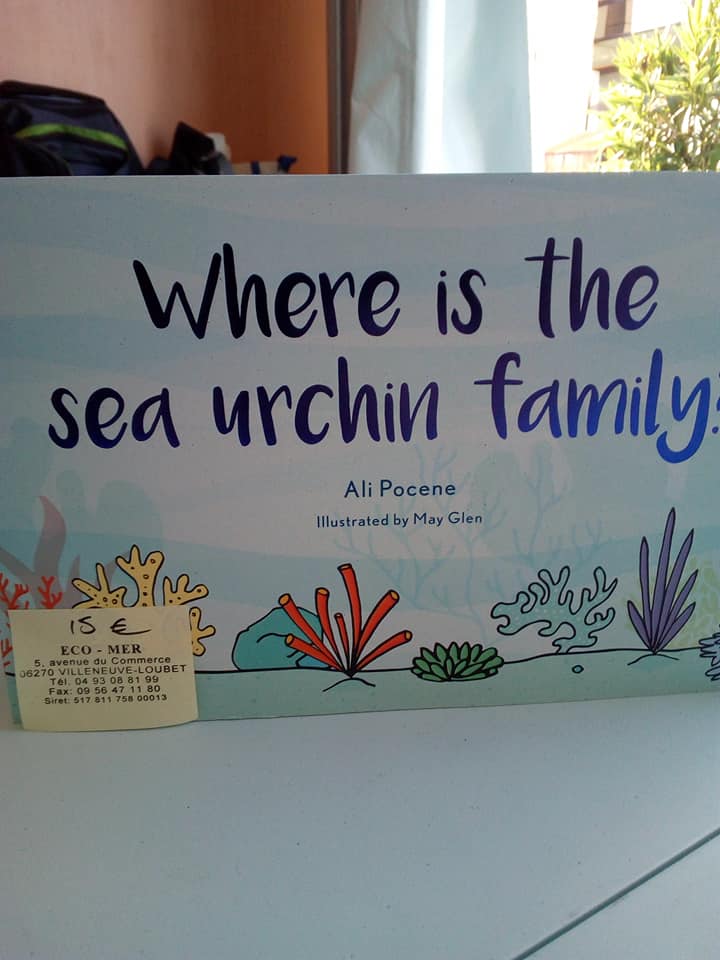 Where is the
sea urchin family?
Ali Pocene
Illustrated by May Glen
15 €
ECO - MER
5, avenue du Commerce
06270 VILLENEUVE-LOUBET
Tél. 04 93 08 81 99
Fax: 09 56 47 11 80
Siret: 517 811 758 00013